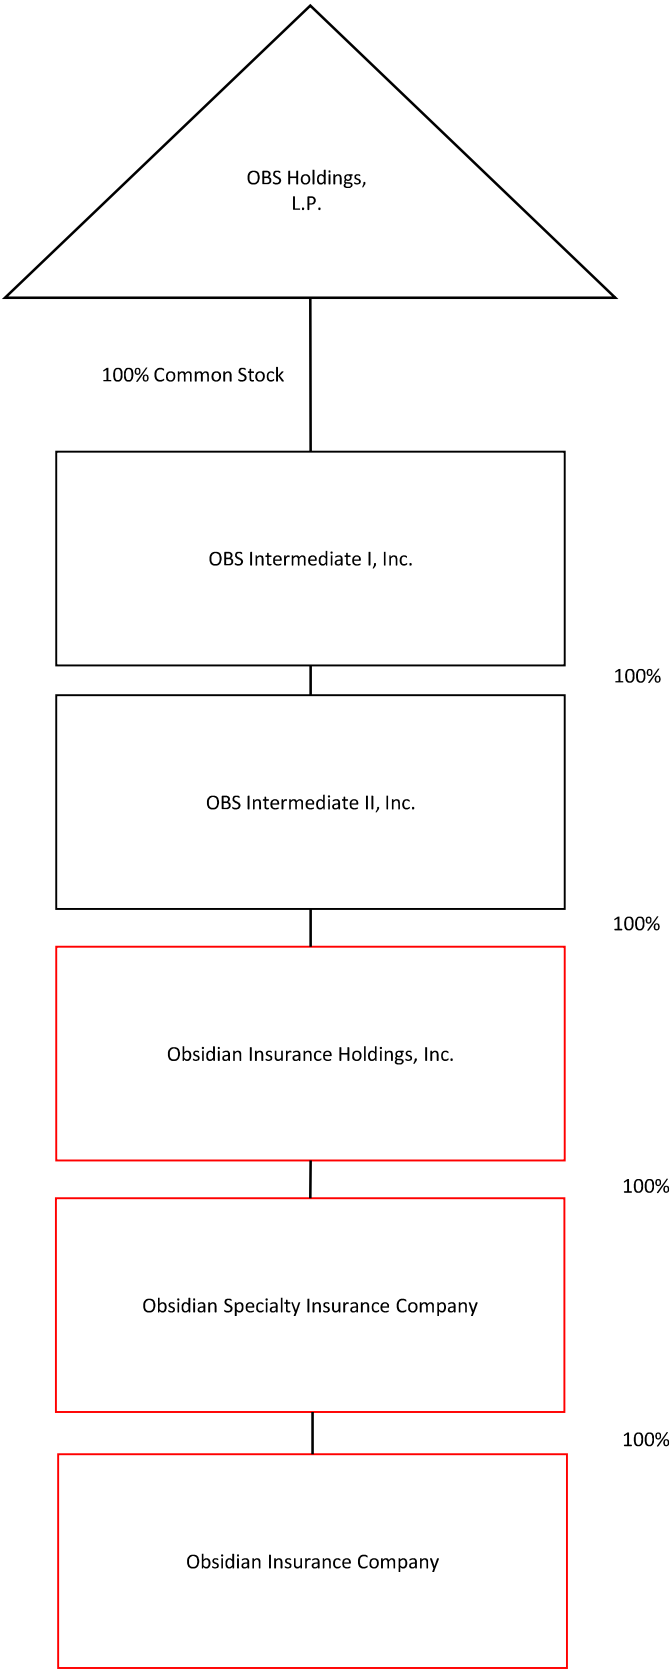 OBS Holdings,
L.P.
100% Common Stock
OBS Intermediate I, Inc.
100%
OBS Intermediate II, Inc.
100%
Obsidian Insurance Holdings, Inc.
100%
Obsidian Specialty Insurance Company
100%
Obsidian Insurance Company